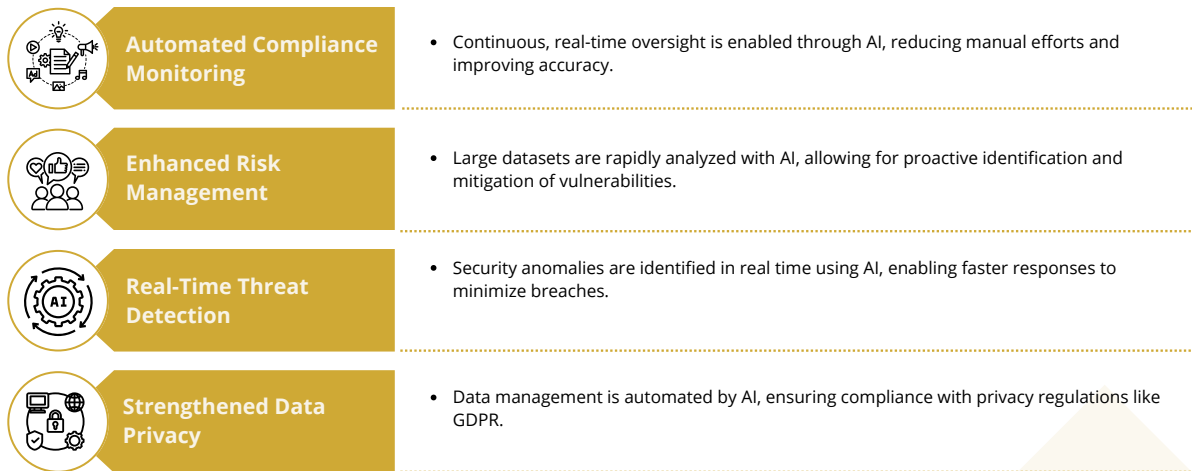 Automated Compliance
Monitoring
• Continuous, real-time oversight is enabled through AI, reducing manual efforts and
improving accuracy.
Ad
Enhanced Risk
Management
• Large datasets are rapidly analyzed with AI, allowing for proactive identification and
mitigation of vulnerabilities.
AI
Real-Time Threat
Detection
• Security anomalies are identified in real time using AI, enabling faster responses to
minimize breaches.
Strengthened Data
Privacy
• Data management is automated by AI, ensuring compliance with privacy regulations like
GDPR.